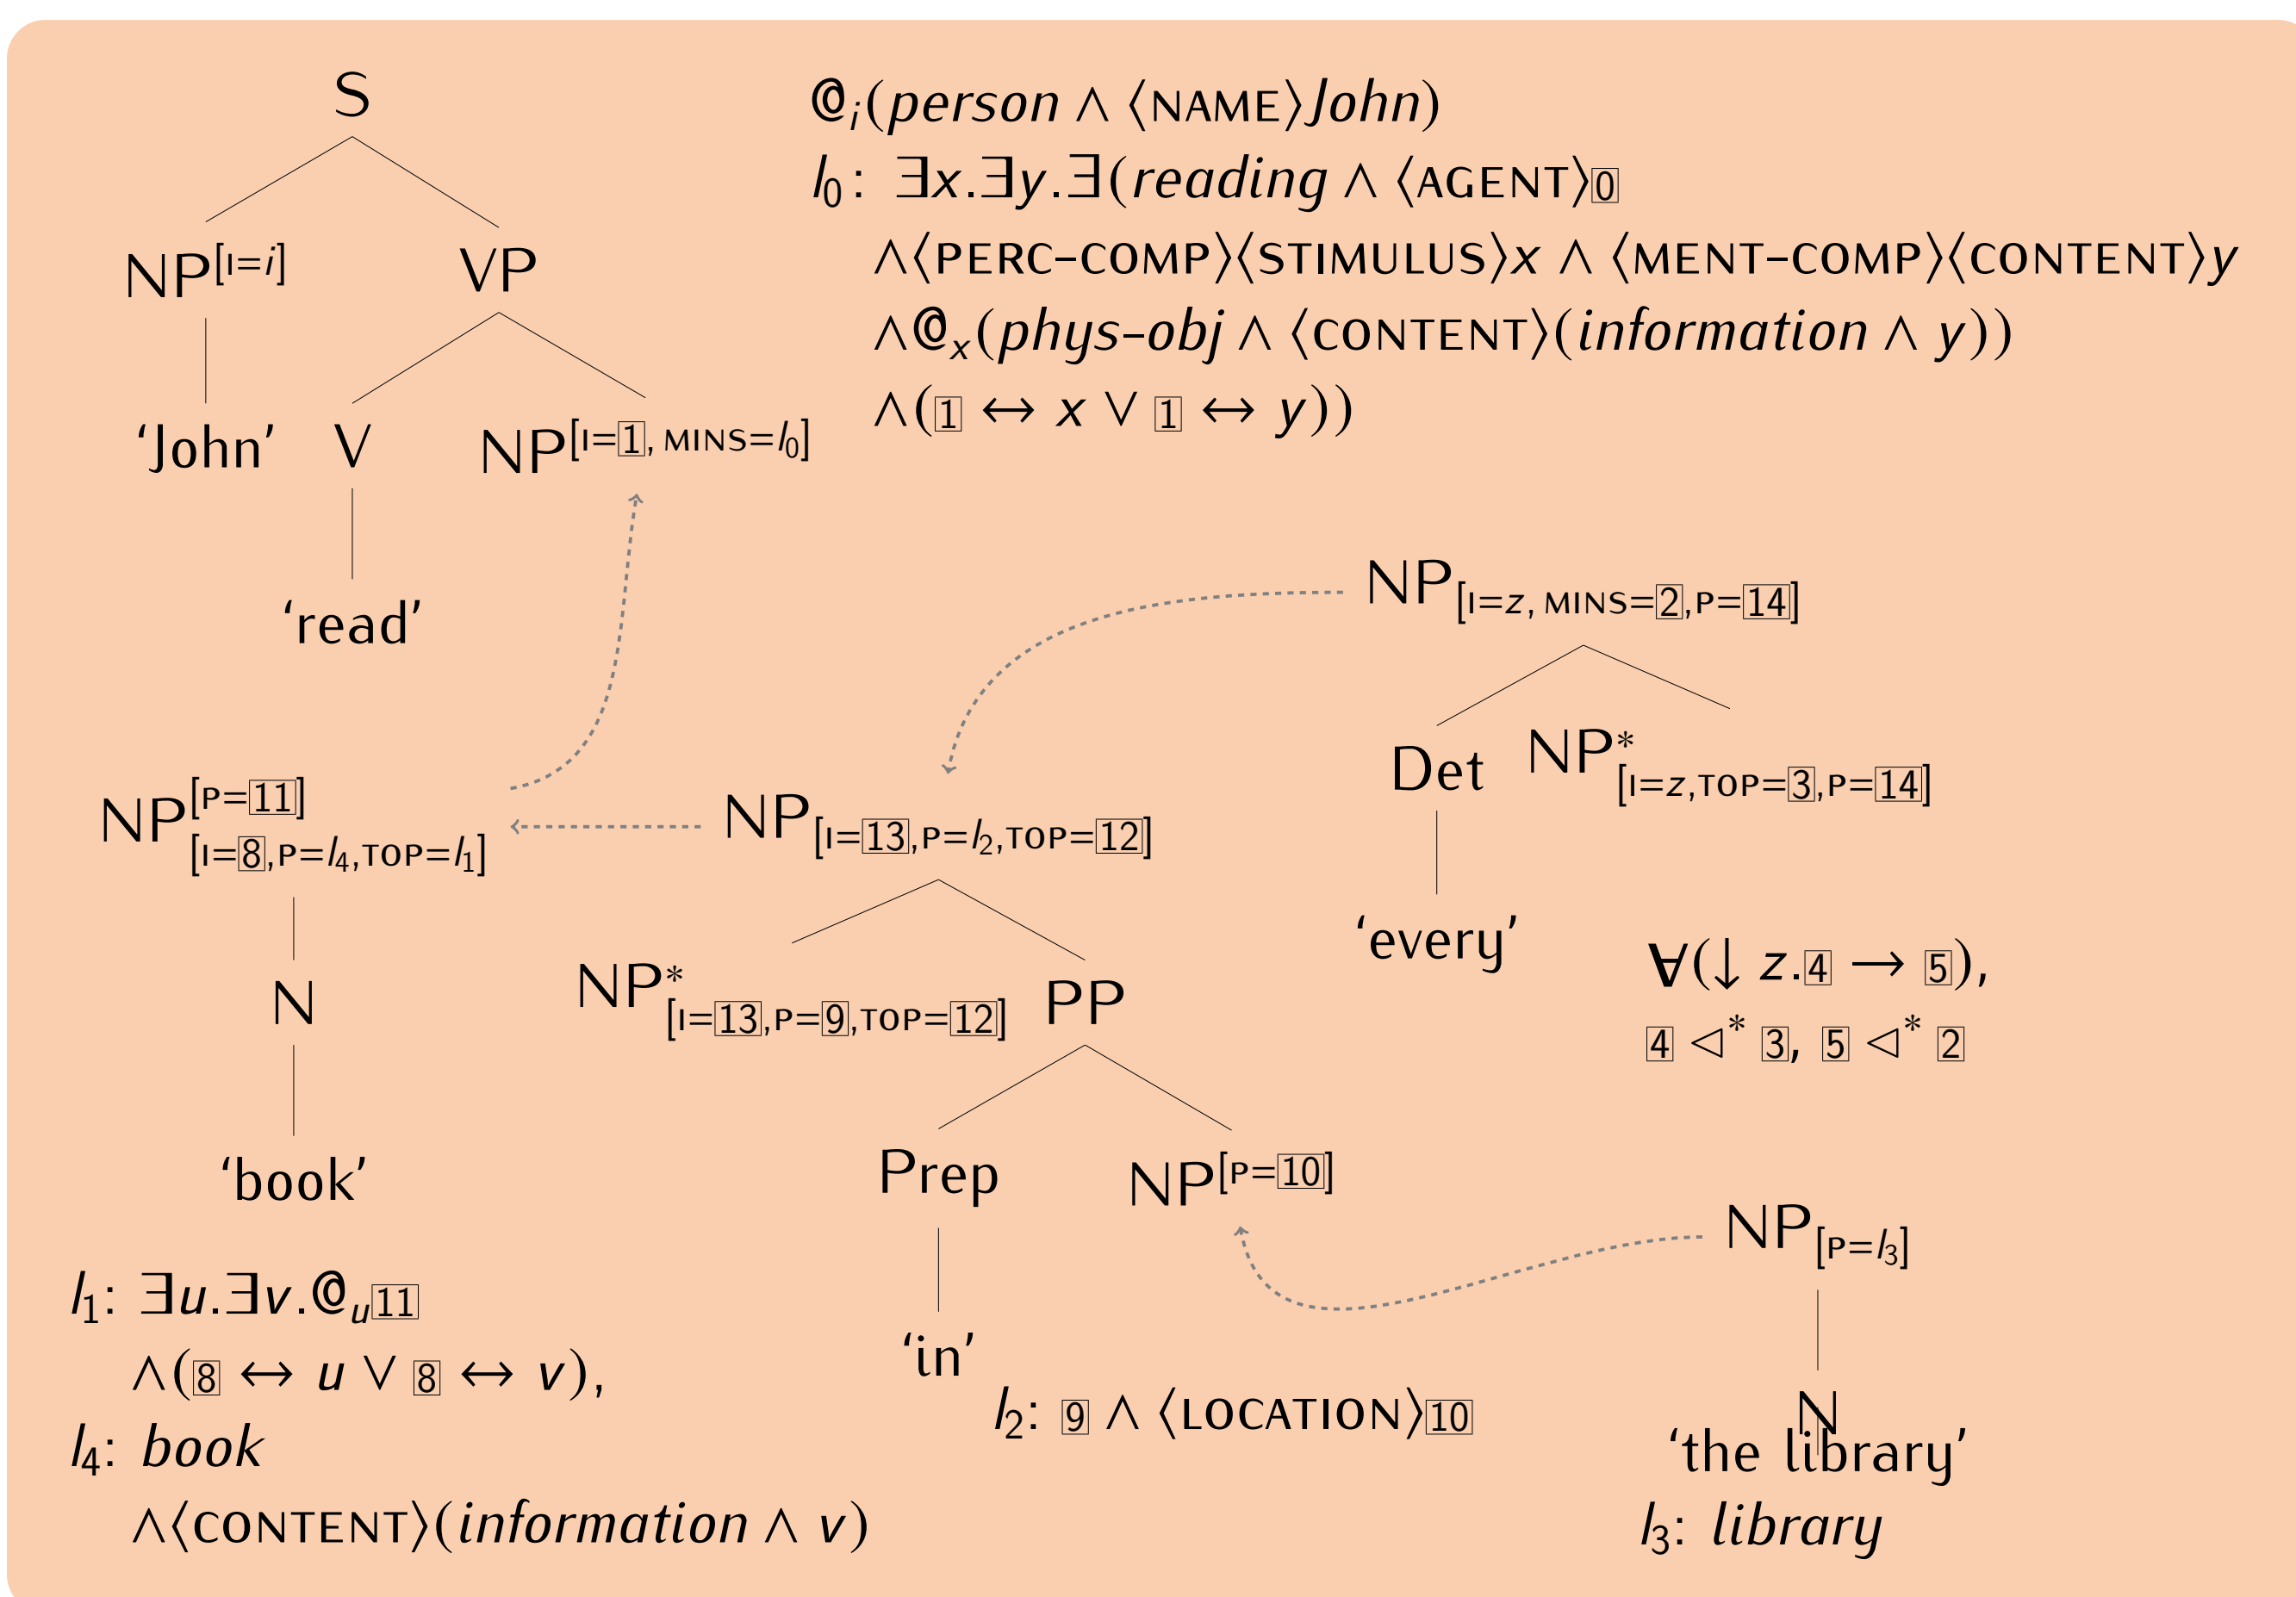 S
@i(person ∧ ⟨NAME⟩John)
l0: ∃x.∃y.∃(reading ∧ ⟨AGENT⟩0
∧⟨PERC-COMP⟩⟨STIMULUS⟩x ∧ ⟨MENT-COMP⟩⟨CONTENT⟩y
∧@x(phys-obj ∧ ⟨CONTENT⟩(information ∧ y))
∧(1 ↔ x ∨ 1 ↔ y))
NP[I=i] VP
‘John’ V NP[I=1, MINS=l0]
‘read’
NP[I=z, MINS=2,P=14]
Det NP*[I=z,TOP=3,P=14]
‘every’
∀(↓ z.4 → 5),
4 ◁* 3, 5 ◁* 2
NP[P=11][I=8,P=l4,TOP=l1]
NP[I=13,P=l2,TOP=12]
N
‘book’
NP*[I=13,P=9,TOP=12] PP
Prep NP[P=10]
‘in’
NP[P=l3]
N
‘the library’
l3: library
l1: ∃u.∃v.@u11
∧(8 ↔ u ∨ 8 ↔ v),
l4: book
∧⟨CONTENT⟩(information ∧ v)
l2: 9 ∧ ⟨LOCATION⟩10